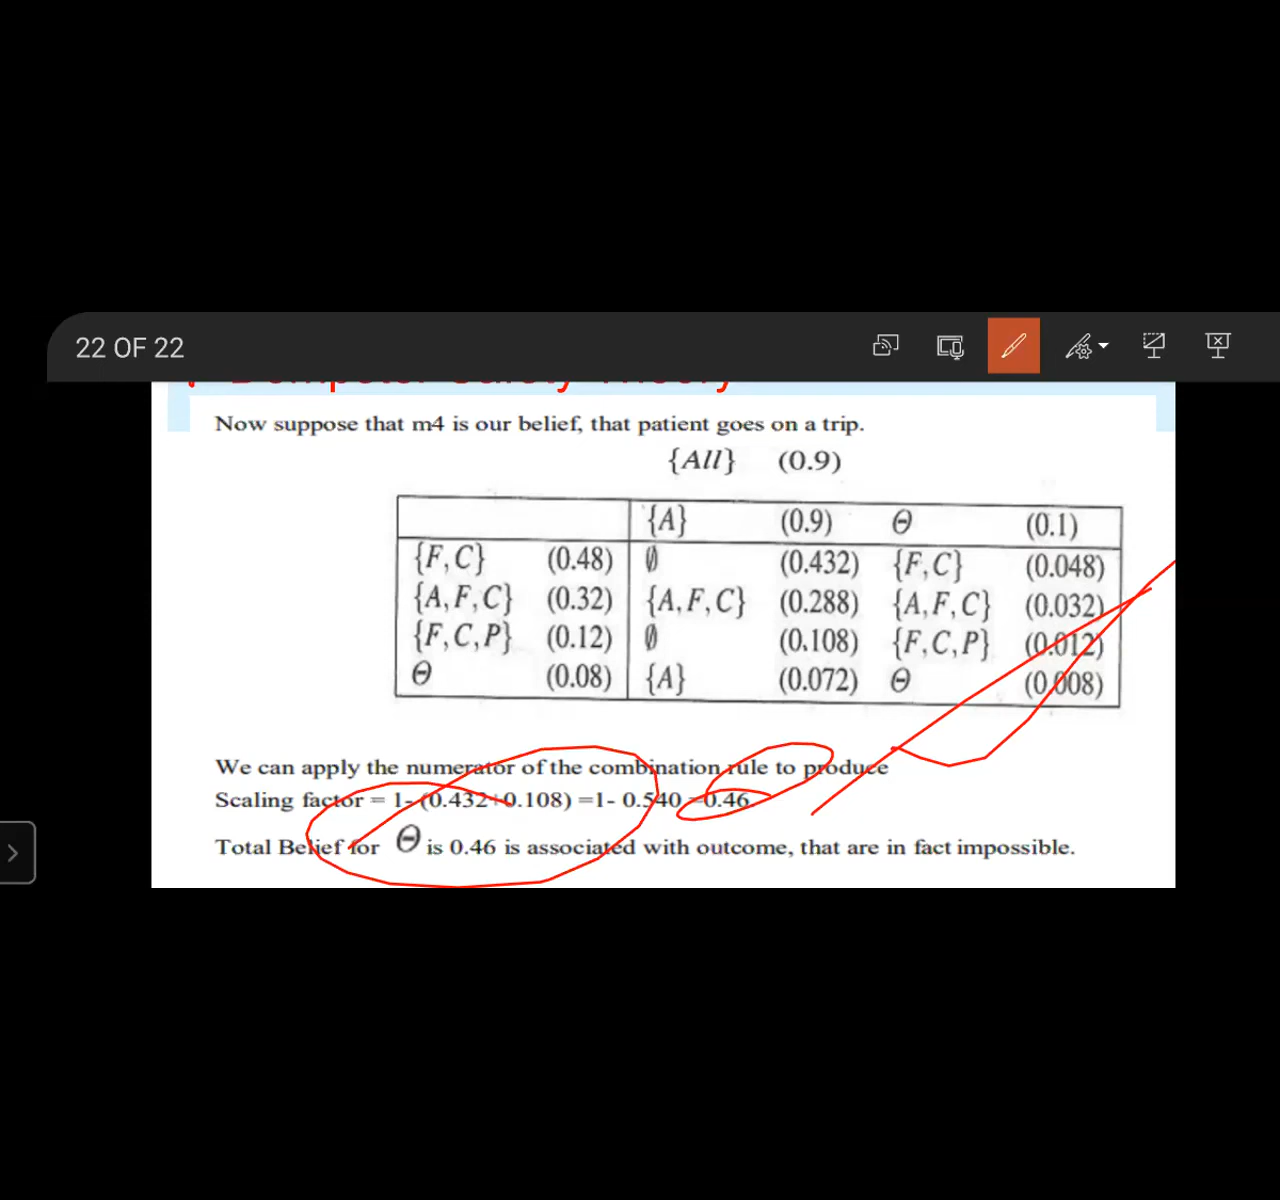 22 OF 22
Dempster Safety Theory
Now suppose that m4 is our belief, that patient goes on a trip.
{All} (0.9)
{A} (0.9) Θ (0.1)
{F,C} (0.48) ∅ (0.432) {F,C} (0.048)
{A,F,C} (0.32) {A,F,C} (0.288) {A,F,C} (0.032)
{F,C,P} (0.12) ∅ (0.108) {F,C,P} (0.012)
Θ (0.08) {A} (0.072) Θ (0.008)
We can apply the numerator of the combination rule to produce
Scaling factor = 1- (0.432+0.108) =1- 0.540 =0.46.
Total Belief for Θ is 0.46 is associated with outcome, that are in fact impossible.